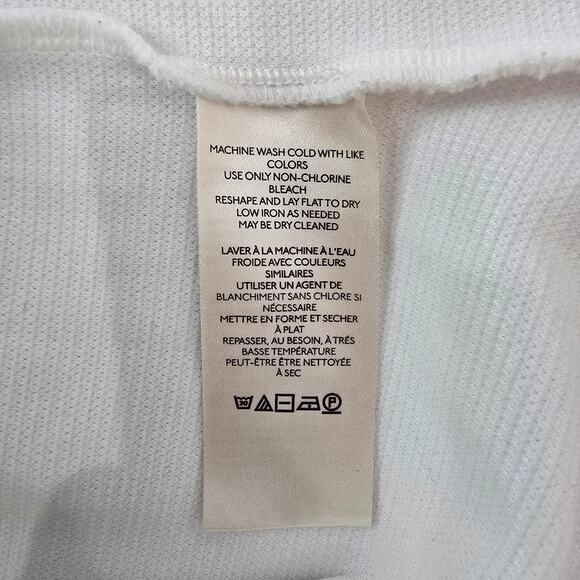 MACHINE WASH COLD WITH LIKE
COLORS
USE ONLY NON-CHLORINE
BLEACH
RESHAPE AND LAY FLAT TO DRY
LOW IRON AS NEEDED
MAY BE DRY CLEANED
LAVER À LA MACHINE À L'EAU
FROIDE AVEC COULEURS
SIMILAIRES
UTILISER UN AGENT DE
BLANCHIMENT SANS CHLORE SI
NÉCESSAIRE
METTRE EN FORME ET SECHER
À PLAT
REPASSER, AU BESOIN, À TRÉS
BASSE TEMPÉRATURE
PEUT-ÊTRE ÊTRE NETTOYÉE
À SEC
30 P